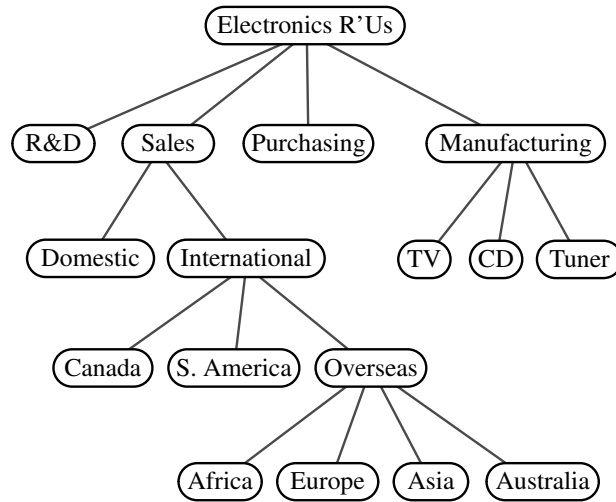 Electronics R’Us
R&D Sales Purchasing Manufacturing
Domestic International TV CD Tuner
Canada S. America Overseas
Africa Europe Asia Australia